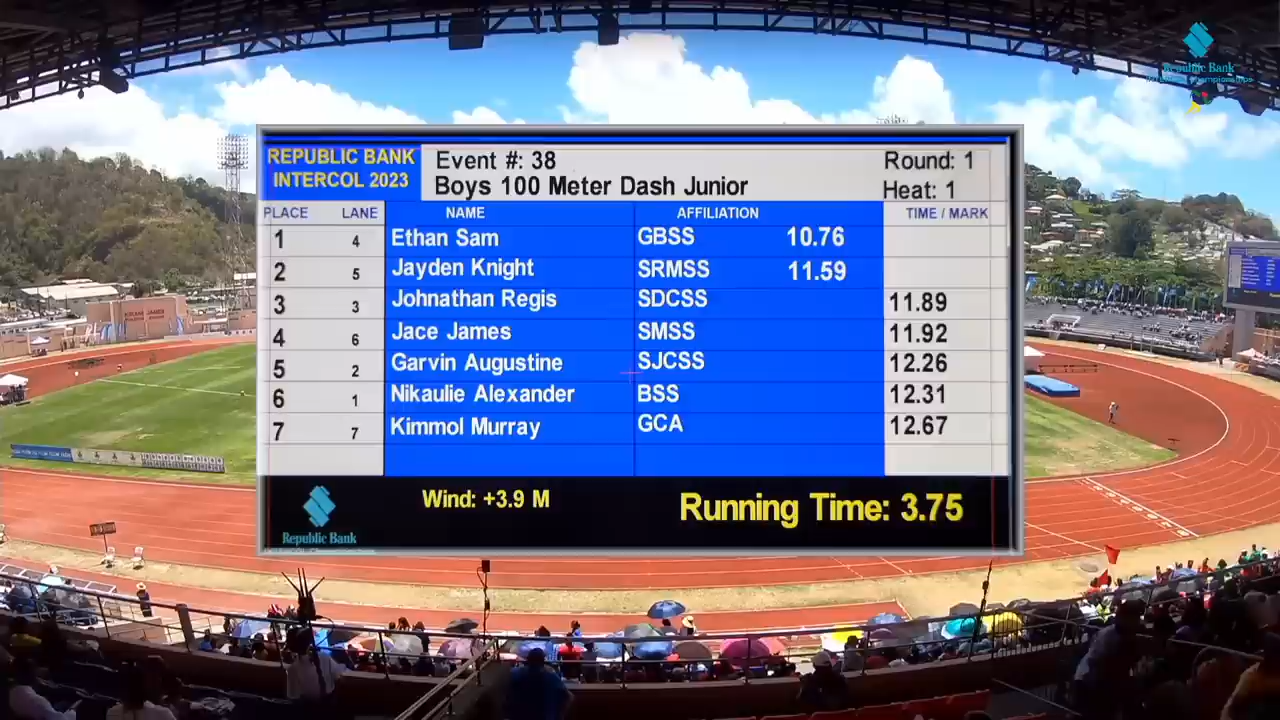 Republic Bank
REPUBLIC BANK
INTERCOL 2023
Event #: 38
Boys 100 Meter Dash Junior
Round: 1
Heat: 1
PLACE LANE NAME AFFILIATION TIME / MARK
1 4 Ethan Sam GBSS 10.76
2 5 Jayden Knight SRMSS 11.59
3 3 Johnathan Regis SDCSS 11.89
4 6 Jace James SMSS 11.92
5 2 Garvin Augustine SJCSS 12.26
6 1 Nikaulie Alexander BSS 12.31
7 7 Kimmol Murray GCA 12.67
Republic Bank
Wind: +3.9 M
Running Time: 3.75